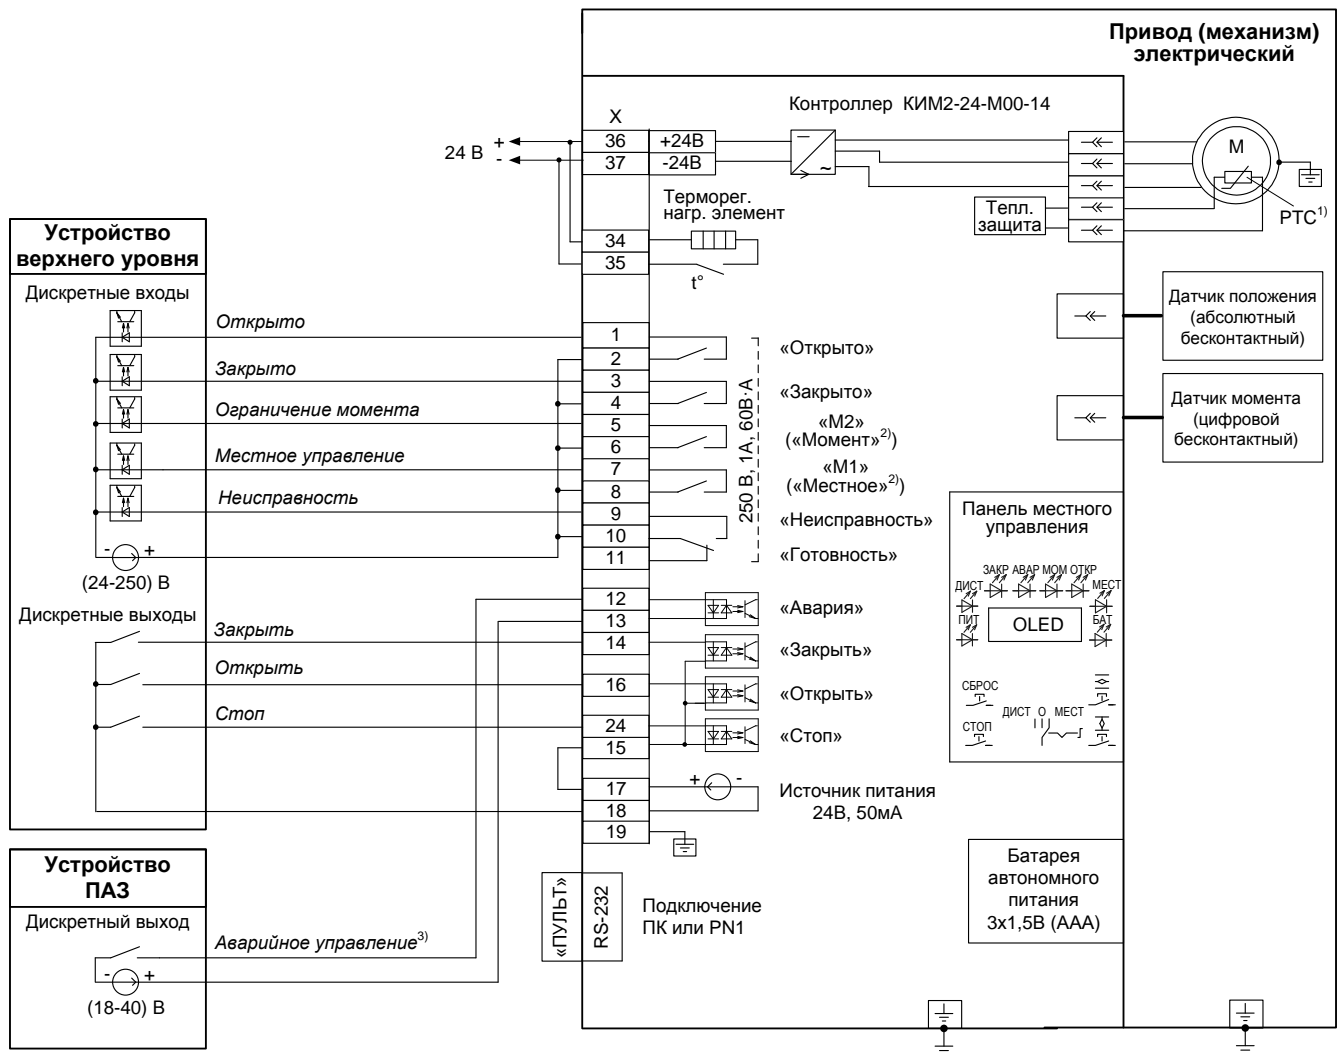 Привод (механизм)
электрический
Контроллер КИМ2-24-М00-14
X
24 В
+
-
36
+24В
37
-24В
M
PTC1)
Терморег.
нагр. элемент
Тепл.
защита
34
35
t°
Устройство
верхнего уровня
Дискретные входы
Открыто
Закрыто
Ограничение момента
Местное управление
Неисправность
- +
(24-250) В
Дискретные выходы
Закрыть
Открыть
Стоп
1
2
3
4
5
6
7
8
9
10
11
12
13
14
16
24
15
17
18
19
250 В, 1А, 60В·А
«Открыто»
«Закрыто»
«М2»
(«Момент»2))
«М1»
(«Местное»2))
«Неисправность»
«Готовность»
«Авария»
«Закрыть»
«Открыть»
«Стоп»
+ -
Источник питания
24В, 50мА
Датчик положения
(абсолютный
бесконтактный)
Датчик момента
(цифровой
бесконтактный)
Панель местного
управления
ЗАКР АВАР МОМ ОТКР
ДИСТ
МЕСТ
ПИТ
OLED
БАТ
СБРОС
ДИСТ О МЕСТ
СТОП
Батарея
автономного
питания
3х1,5В (ААА)
Устройство
ПАЗ
Дискретный выход
Аварийное управление3)
- +
(18-40) В
«ПУЛЬТ»
RS-232
Подключение
ПК или PN1